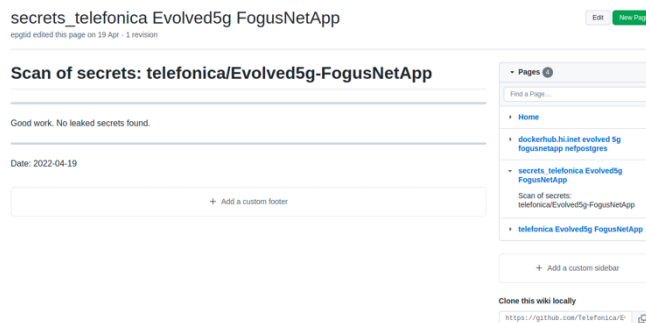 secrets_telefonica Evolved5g FogusNetApp
Edit
New Page
epgtid edited this page on 19 Apr · 1 revision
Scan of secrets: telefonica/Evolved5g-FogusNetApp
Good work. No leaked secrets found.
Date: 2022-04-19
+ Add a custom footer
Pages 4
Find a Page...
Home
dockerhub.hi.inet evolved 5g
fogusnetapp nefpostgres
secrets_telefonica Evolved5g
FogusNetApp
Scan of secrets:
telefonica/Evolved5g-FogusNetApp
telefonica Evolved5g FogusNetApp
+ Add a custom sidebar
Clone this wiki locally
https://github.com/Telefonica/E